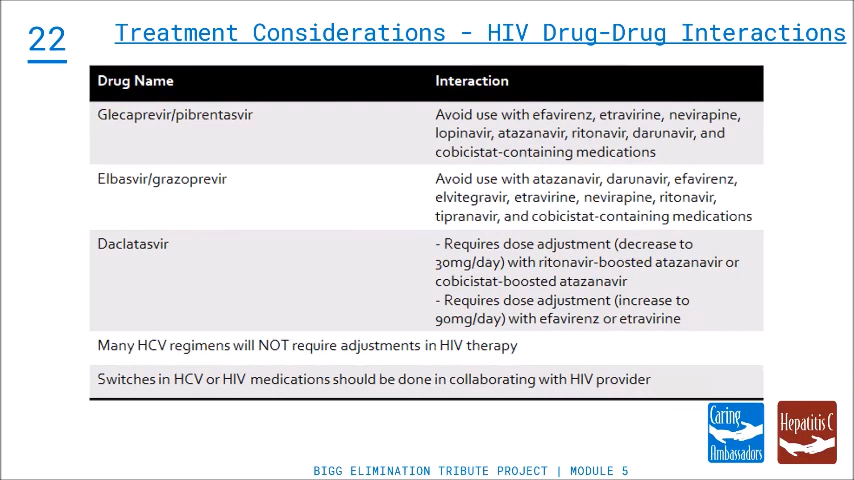 22
Treatment Considerations - HIV Drug-Drug Interactions
Drug Name
Interaction
Glecaprevir/pibrentasvir
Avoid use with efavirenz, etravirine, nevirapine,
lopinavir, atazanavir, ritonavir, darunavir, and
cobicistat-containing medications
Elbasvir/grazoprevir
Avoid use with atazanavir, darunavir, efavirenz,
elvitegravir, etravirine, nevirapine, ritonavir,
tipranavir, and cobicistat-containing medications
Daclatasvir
- Requires dose adjustment (decrease to
30mg/day) with ritonavir-boosted atazanavir or
cobicistat-boosted atazanavir
- Requires dose adjustment (increase to
90mg/day) with efavirenz or etravirine
Many HCV regimens will NOT require adjustments in HIV therapy
Switches in HCV or HIV medications should be done in collaborating with HIV provider
Caring
Ambassadors
Hepatitis C
BIGG ELIMINATION TRIBUTE PROJECT | MODULE 5